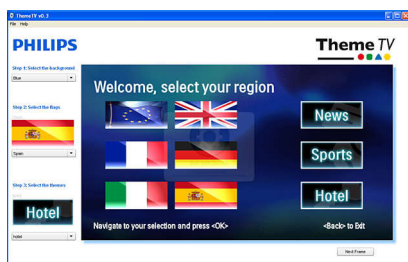 ThemeTV v0.3
File Help
PHILIPS
Theme TV
Step 1: Select the background
Blue
Step 2: Select the flags
Spain
Step 3: Select the themes
Hotel
Hotel
Welcome, select your region
News
Sports
Hotel
Navigate to your selection and press <OK>
<Back> to Exit
Next Frame